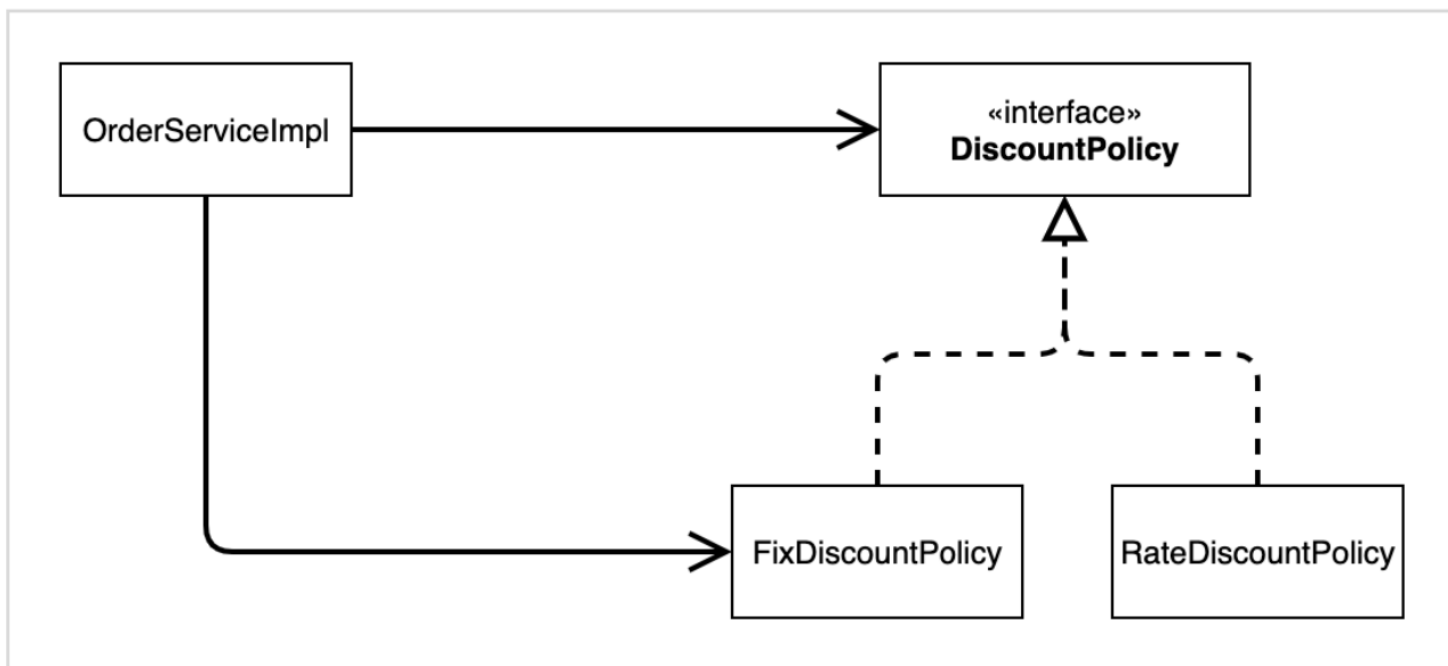 OrderServiceImpl
«interface»
DiscountPolicy
FixDiscountPolicy
RateDiscountPolicy